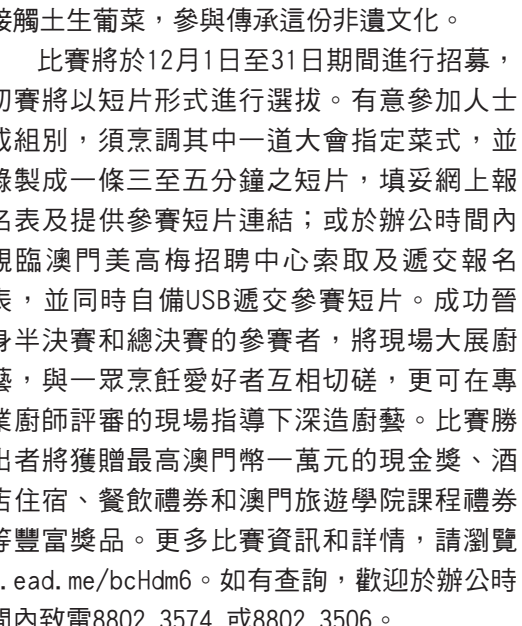 接觸土生葡菜，參與傳承這份非遺文化。
比賽將於12月1日至31日期間進行招募，
初賽將以短片形式進行選拔。有意參加人士
或組別，須烹調其中一道大會指定菜式，並
錄製成一條三至五分鐘之短片，填妥網上報
名表及提供參賽短片連結；或於辦公時間內
親臨澳門美高梅招聘中心索取及遞交報名
表，並同時自備USB遞交參賽短片。成功晉
身半決賽和總決賽的參賽者，將現場大展廚
藝，與一眾烹飪愛好者互相切磋，更可在專
業廚師評審的現場指導下深造廚藝。比賽勝
出者將獲贈最高澳門幣一萬元的現金獎、酒
店住宿、餐飲禮券和澳門旅遊學院課程禮券
等豐富獎品。更多比賽資訊和詳情，請瀏覽
.ead.me/bcHdm6。如有查詢，歡迎於辦公時
間內致電8802 3574 或8802 3506。